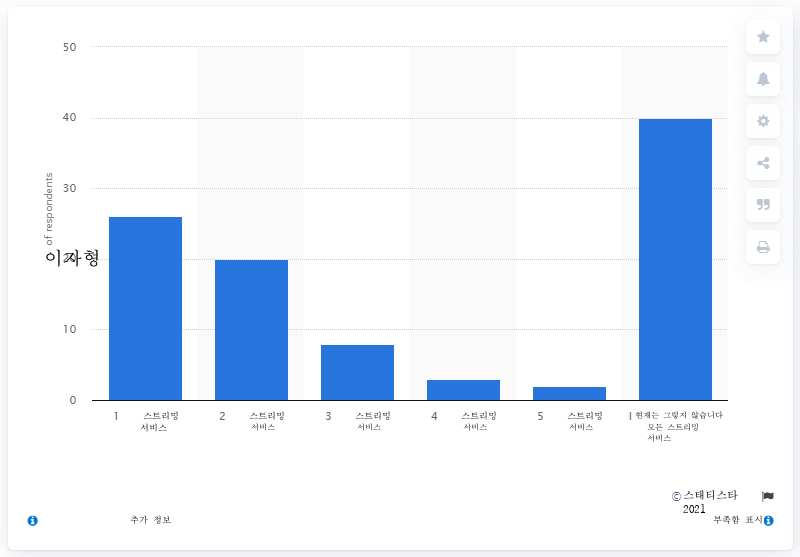 50
40
30
20
10
0
of respondents
이자형
1 스트리밍
서비스
2 스트리밍
서비스
3 스트리밍
서비스
4 스트리밍
서비스
5 스트리밍
서비스
I 현재는 그렇지 않습니다
모든 스트리밍
서비스
© 스태티스타
2021
추가 정보
부족함 표시